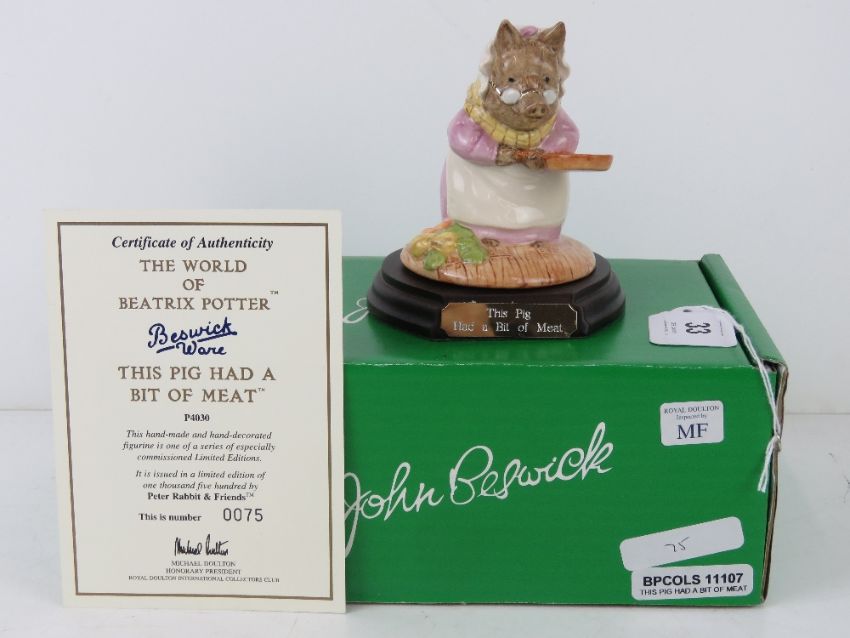 Certificate of Authenticity
THE WORLD
OF
BEATRIX POTTER™
Beswick
Ware
THIS PIG HAD A
BIT OF MEAT™
P4030
This hand-made and hand-decorated
figurine is one of a series of especially
commissioned Limited Editions.
It is issued in a limited edition of
one thousand five hundred by
Peter Rabbit & Friends™
This is number 0075
Michael Doulton
MICHAEL DOULTON
HONORARY PRESIDENT
ROYAL DOULTON INTERNATIONAL COLLECTORS CLUB
This Pig
Had a Bit of Meat
33
ROYAL DOULTON
Inspected by
MF
John Beswick
75
BPCOLS 11107
THIS PIG HAD A BIT OF MEAT